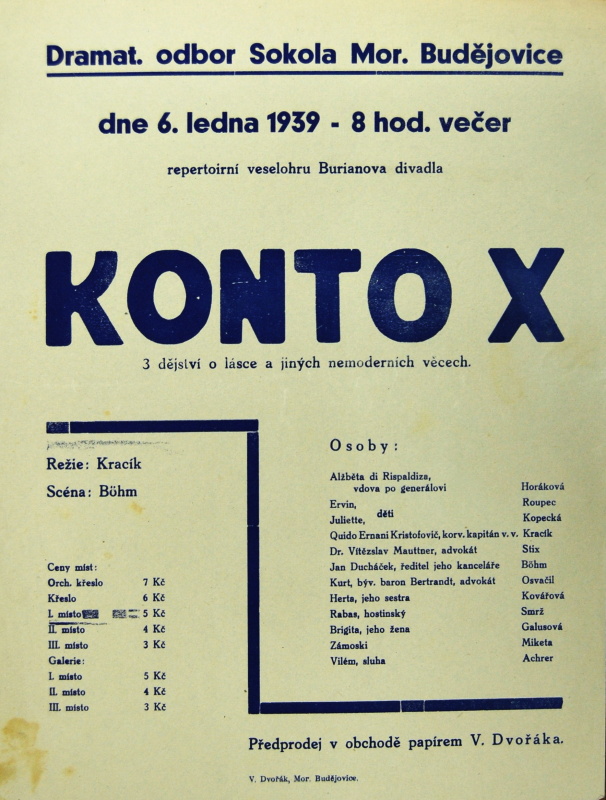 Dramat. odbor Sokola Mor. Budějovice
dne 6. ledna 1939 - 8 hod. večer
repertoirní veselohru Burianova divadla
KONTO X
3 dějství o lásce a jiných nemoderních věcech.
Režie: Kracík
Scéna: Böhm
Ceny míst:
Orch. křeslo 7 Kč
Křeslo 6 Kč
I. místo 5 Kč
II. místo 4 Kč
III. místo 3 Kč
Galerie:
I. místo 5 Kč
II. místo 4 Kč
III. místo 3 Kč
Osoby:
Alžběta di Rispaldiza,
vdova po generálovi Horáková
Ervin, Roupec
děti
Juliette, Kopecká
Quido Ernani Kristofovič, korv. kapitán v. v. Kracík
Dr. Vítězslav Mauttner, advokát Stix
Jan Ducháček, ředitel jeho kanceláře Böhm
Kurt, býv. baron Bertrandt, advokát Osvačil
Herta, jeho sestra Kovářová
Rabas, hostinský Smrž
Brigita, jeho žena Galusová
Zámoski Miketa
Vilém, sluha Achrer
Předprodej v obchodě papírem V. Dvořáka.
V. Dvořák, Mor. Budějovice.